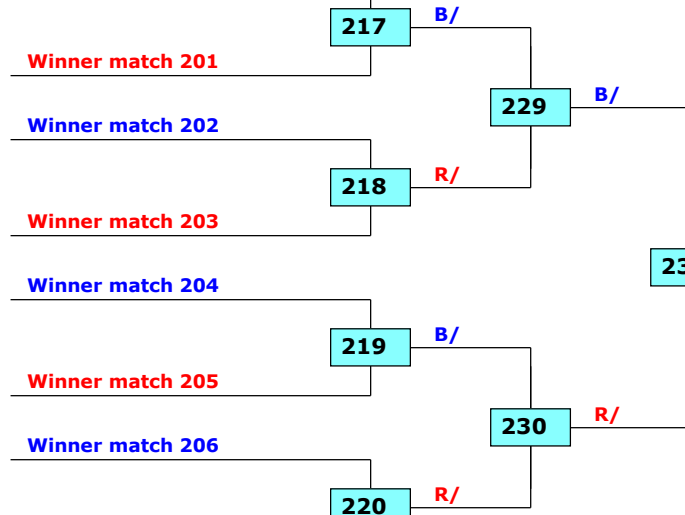 B/
217
Winner match 201
B/
229
Winner match 202
218
R/
Winner match 203
Winner match 204
B/
219
Winner match 205
R/
230
Winner match 206
R/
220